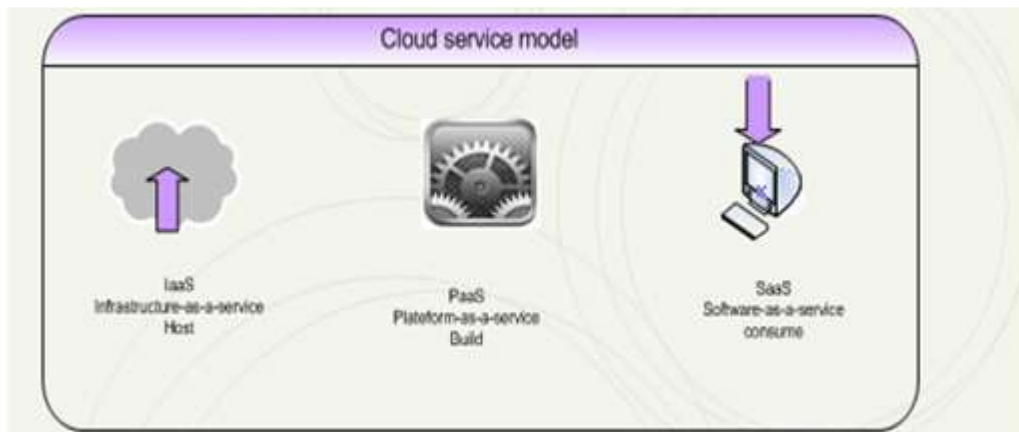 Cloud service model
IaaS
Infrastructure-as-a-service
Host
PaaS
Plateform-as-a-service
Build
SaaS
Software-as-a-service
consume